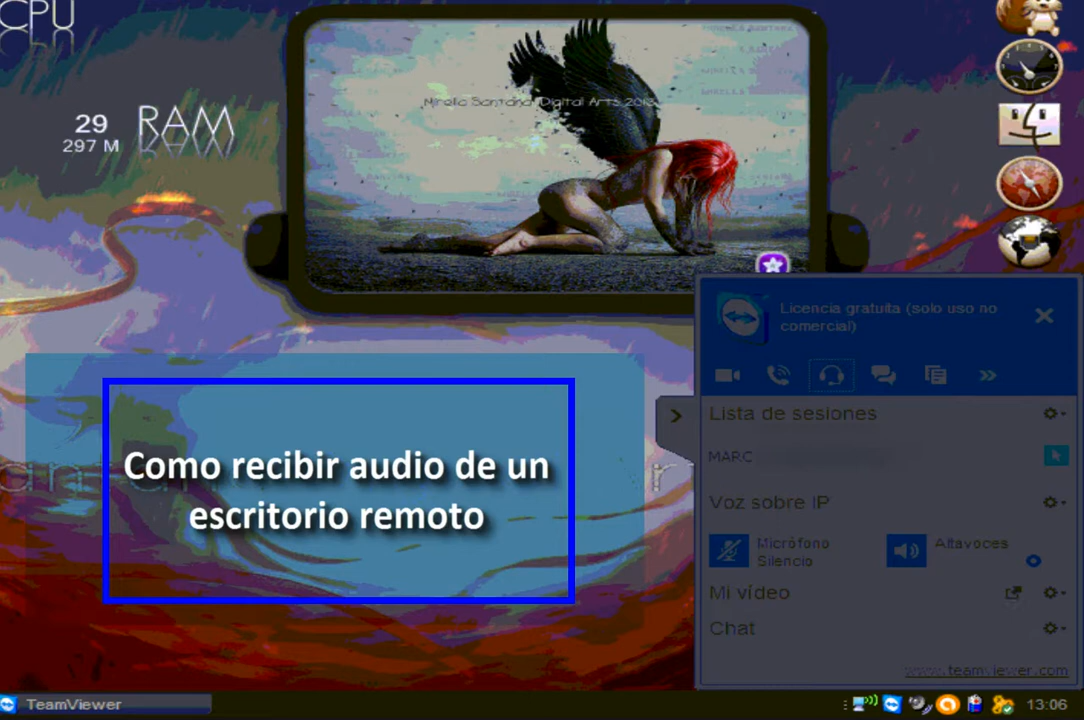 CPU
29
297 M
RAM
Mirella Santana Digital Arts 2013
Licencia gratuita (solo uso no
comercial)
Lista de sesiones
MARC
Voz sobre IP
Micrófono
Silencio
Altavoces
Mi vídeo
Chat
www.teamviewer.com
Como recibir audio de un
escritorio remoto
TeamViewer
13:06